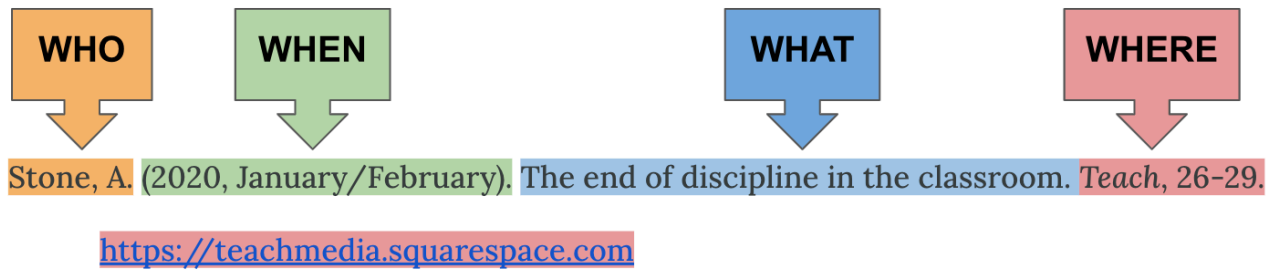 WHO WHEN WHAT WHERE
Stone, A. (2020, January/February). The end of discipline in the classroom. Teach, 26-29.
https://teachmedia.squarespace.com